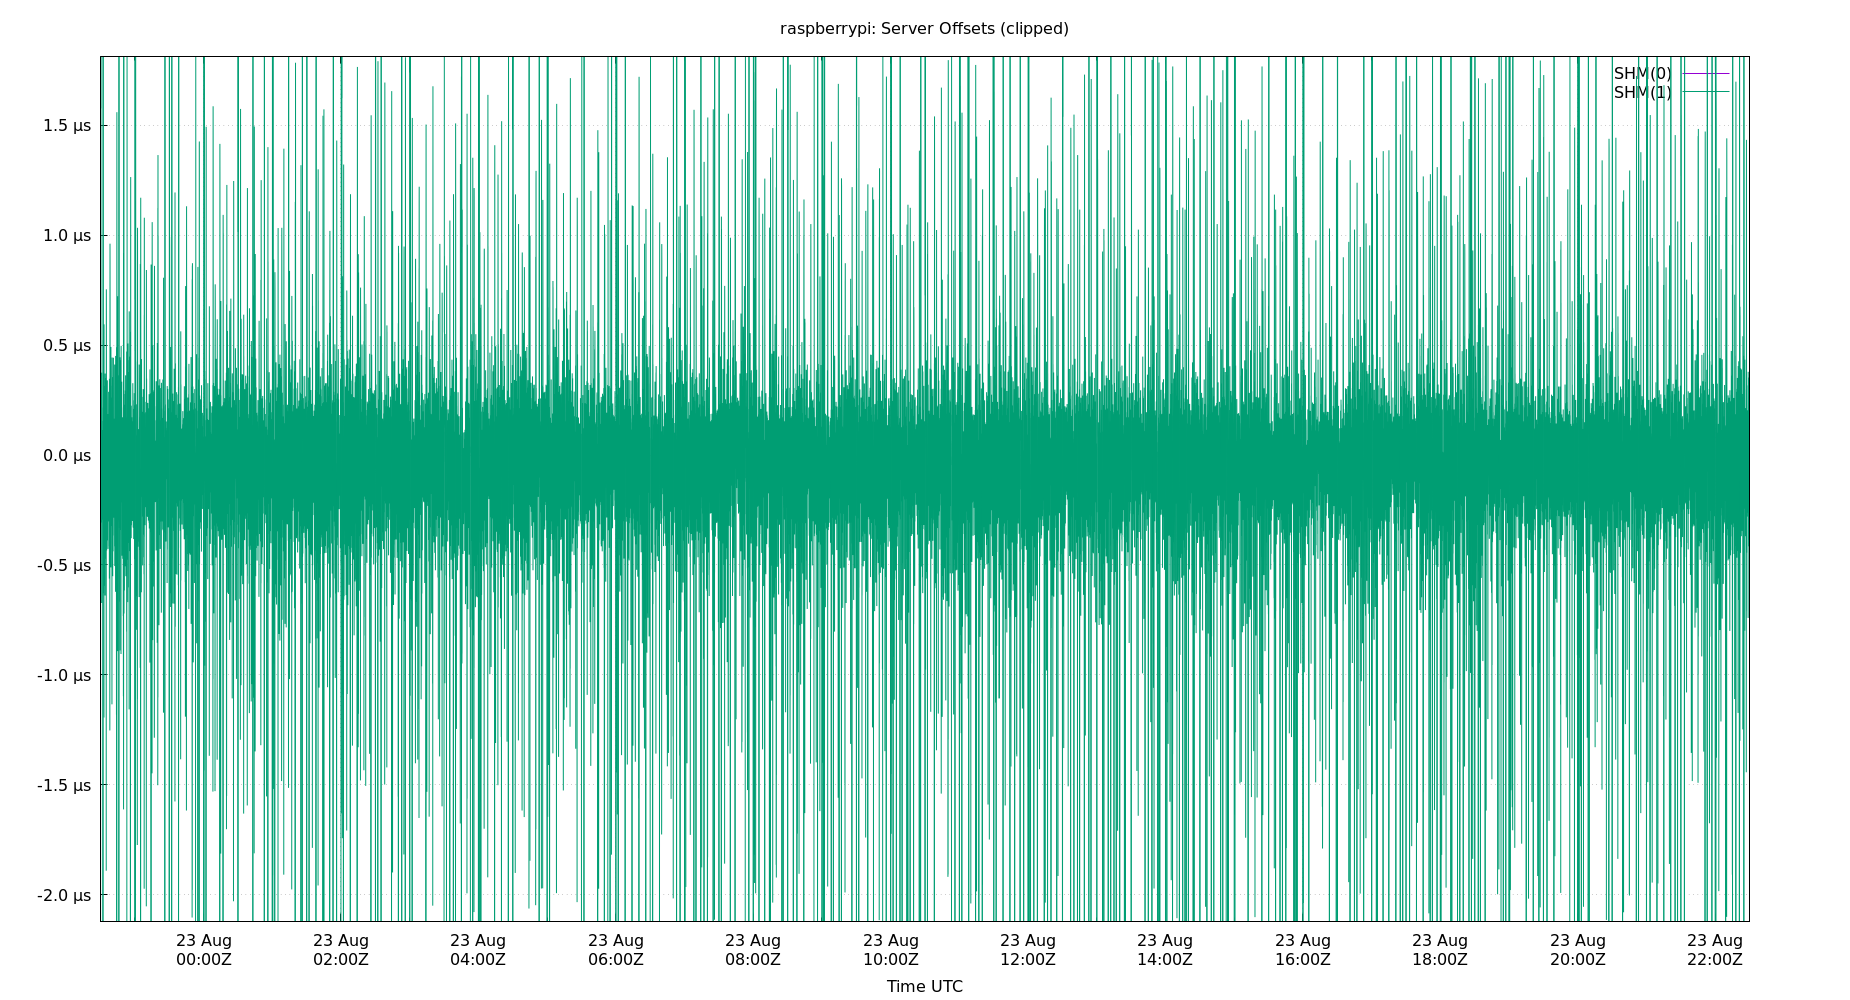 raspberrypi: Server Offsets (clipped)
SHM(0)
SHM(1)
1.5 μs
1.0 μs
0.5 μs
0.0 μs
-0.5 μs
-1.0 μs
-1.5 μs
-2.0 μs
23 Aug 23 Aug 23 Aug 23 Aug 23 Aug 23 Aug 23 Aug 23 Aug 23 Aug 23 Aug 23 Aug 23 Aug
00:00Z 02:00Z 04:00Z 06:00Z 08:00Z 10:00Z 12:00Z 14:00Z 16:00Z 18:00Z 20:00Z 22:00Z
Time UTC